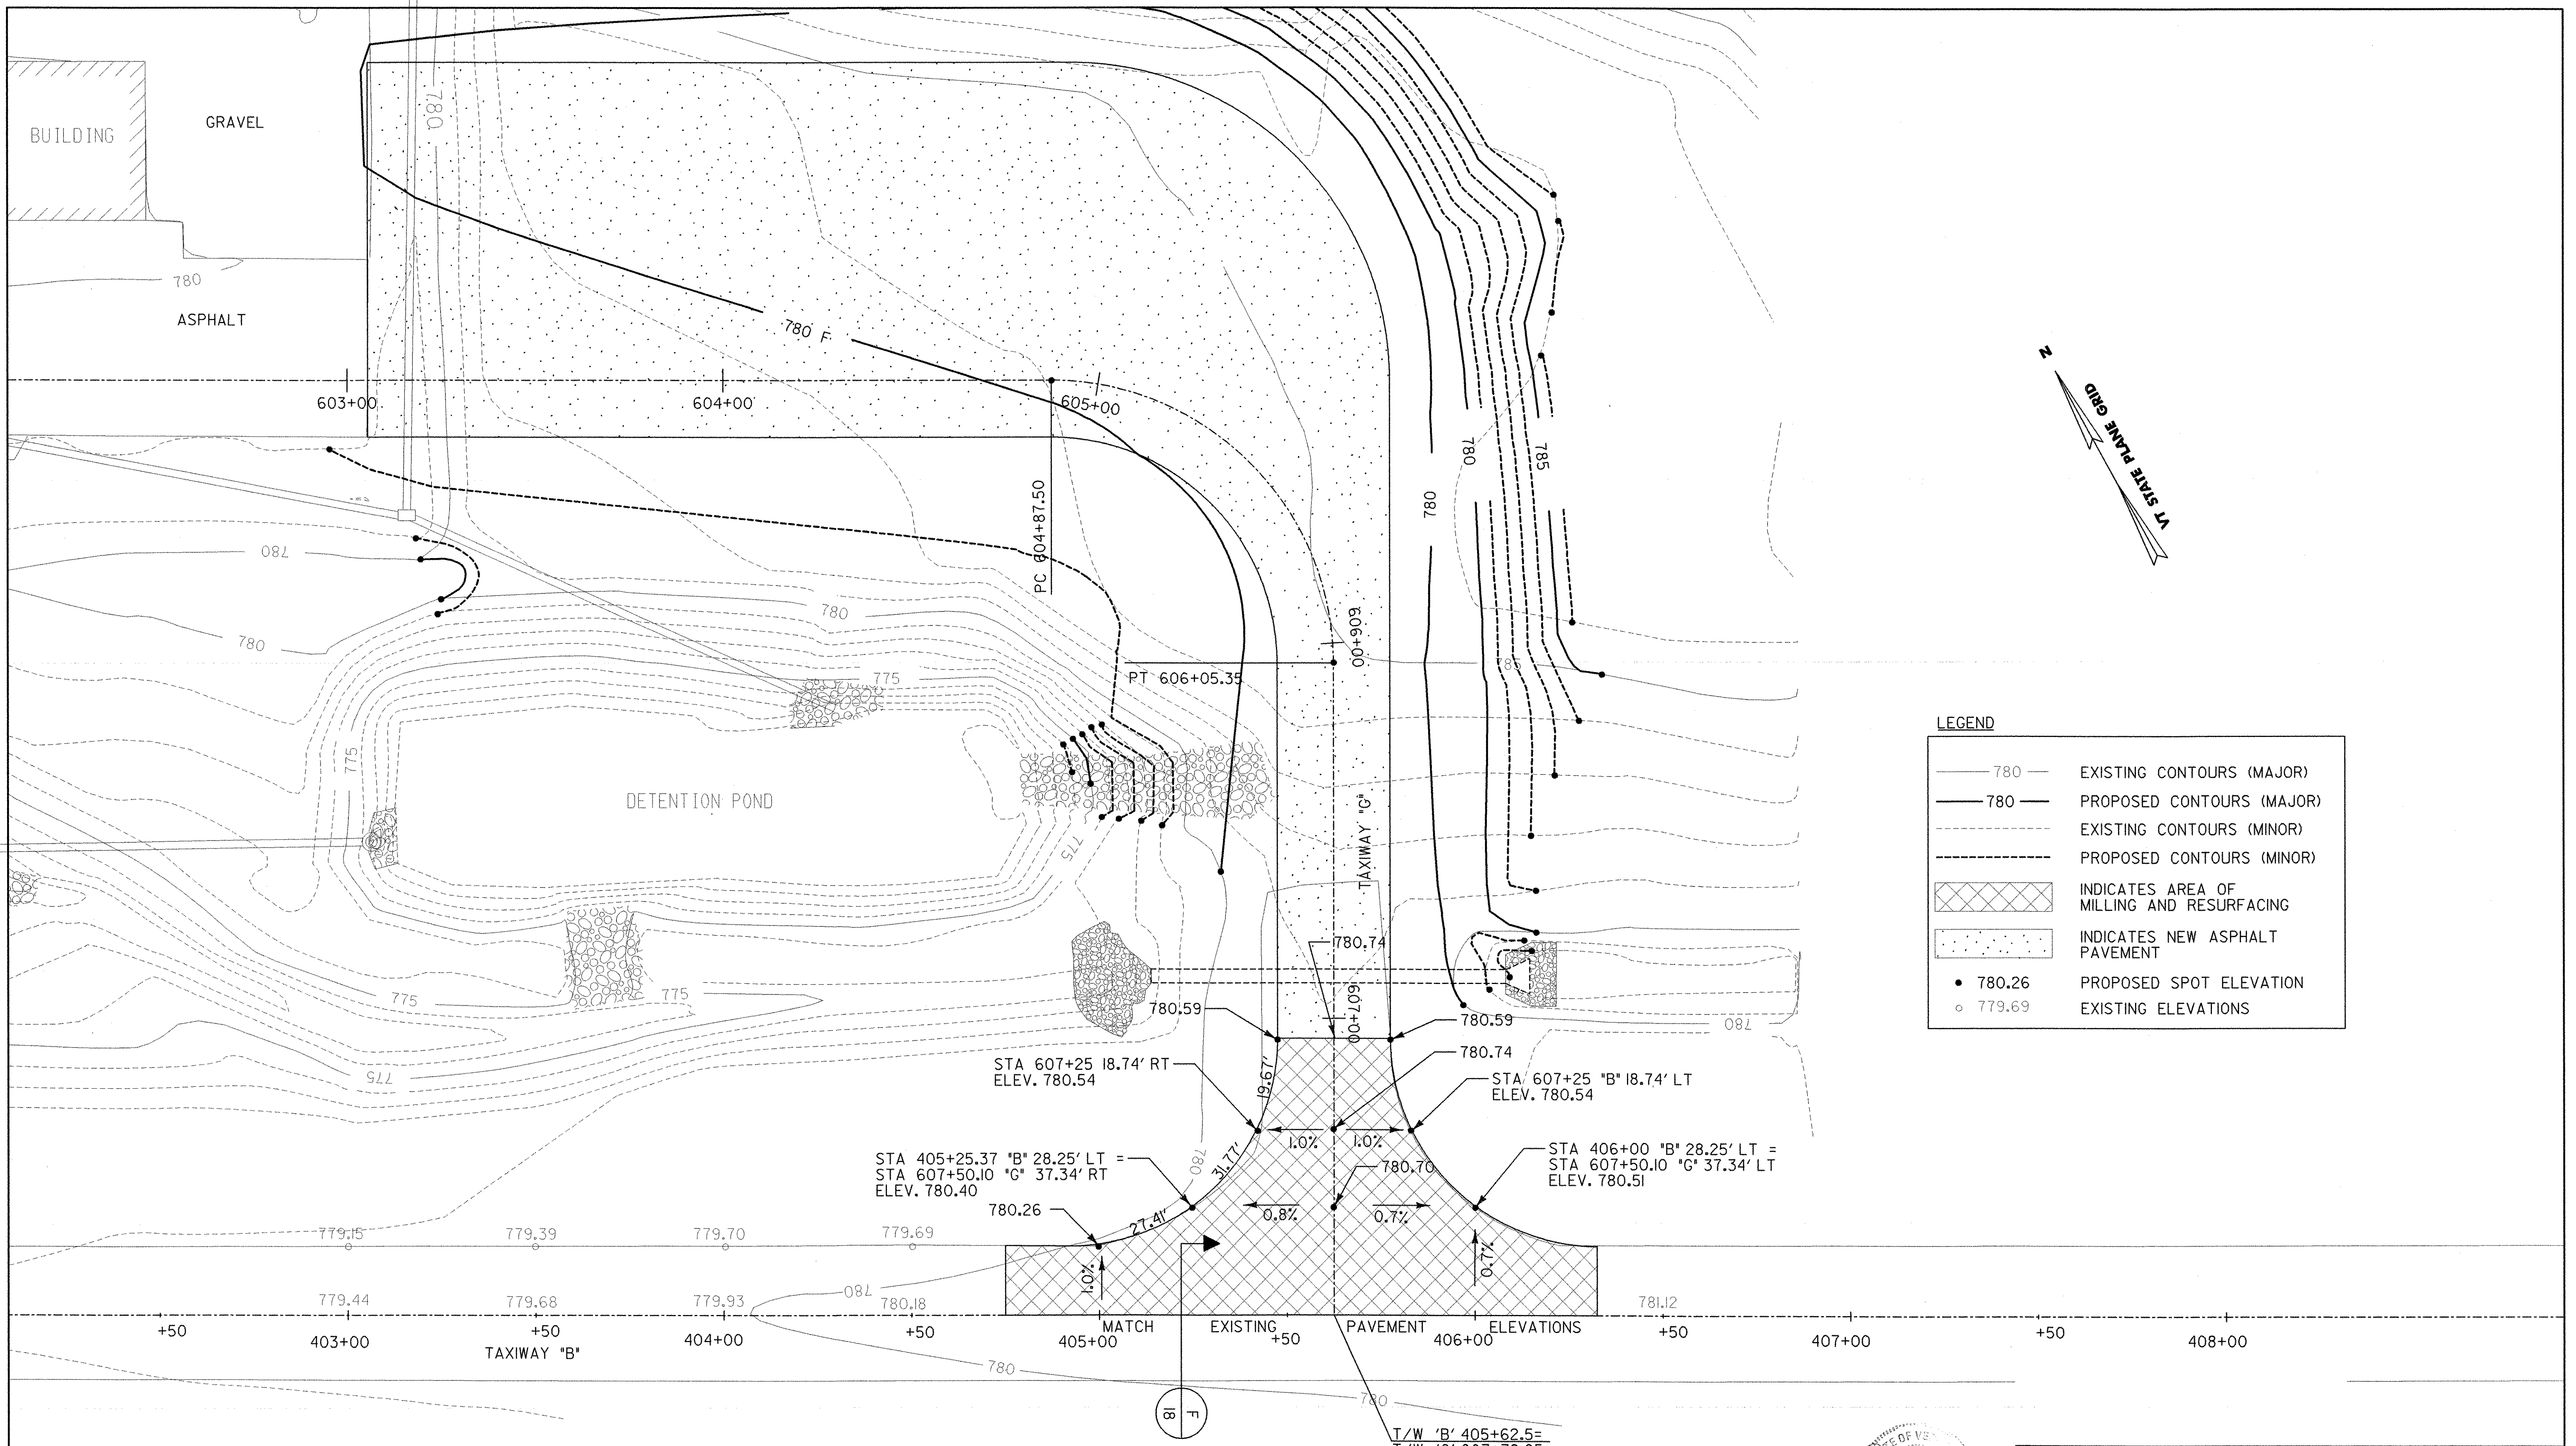 BUILDING
GRAVEL
780
780
ASPHALT
780 F
603+00
604+00
605+00
780
780
785
780
PC 604+87.50
780
780
606+00
785
PT 606+05.35
775
775
DETENTION POND
TAXIWAY "G"
775
775
775
780.74
780.59
607+00
780.59
780
STA 607+25 18.74' RT
ELEV. 780.54
19.67'
780.74
STA 607+25 "B" 18.74' LT
ELEV. 780.54
775
1.0%
1.0%
STA 405+25.37 "B" 28.25' LT =
STA 607+50.10 "G" 37.34' RT
ELEV. 780.40
780
31.77'
780.70
STA 406+00 "B" 28.25' LT =
STA 607+50.10 "G" 37.34' LT
ELEV. 780.51
780.26
27.41'
0.8%
0.7%
779.15
779.39
779.70
779.69
1.0%
0.7%
779.44
779.68
779.93
780
780.18
781.12
+50
403+00
+50
404+00
+50
405+00
+50
406+00
+50
407+00
+50
408+00
MATCH EXISTING PAVEMENT ELEVATIONS
TAXIWAY "B"
780
780
F
18
T/W 'B' 405+62.5=
N
VT STATE PLANE GRID
LEGEND
780 EXISTING CONTOURS (MAJOR)
780 PROPOSED CONTOURS (MAJOR)
EXISTING CONTOURS (MINOR)
PROPOSED CONTOURS (MINOR)
INDICATES AREA OF
MILLING AND RESURFACING
INDICATES NEW ASPHALT
PAVEMENT
780.26 PROPOSED SPOT ELEVATION
779.69 EXISTING ELEVATIONS